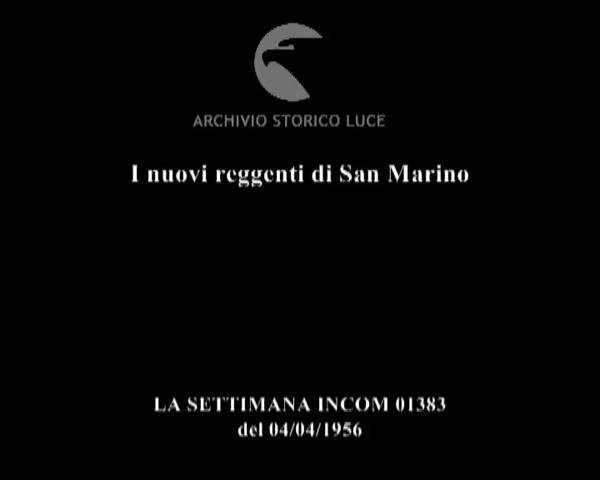 ARCHIVIO STORICO LUCE
I nuovi reggenti di San Marino
LA SETTIMANA INCOM 01383
del 04/04/1956